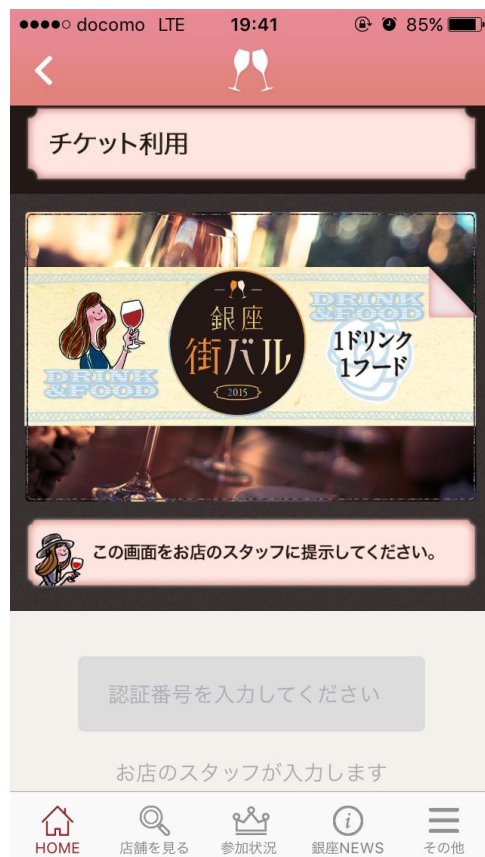 docomo LTE 19:41 85%
チケット利用
銀座
街バル
2015
DRINK
&FOOD
DRINK
&FOOD
1ドリンク
1フード
この画面をお店のスタッフに提示してください。
認証番号を入力してください
お店のスタッフが入力します
HOME 店舗を見る 参加状況 銀座NEWS その他